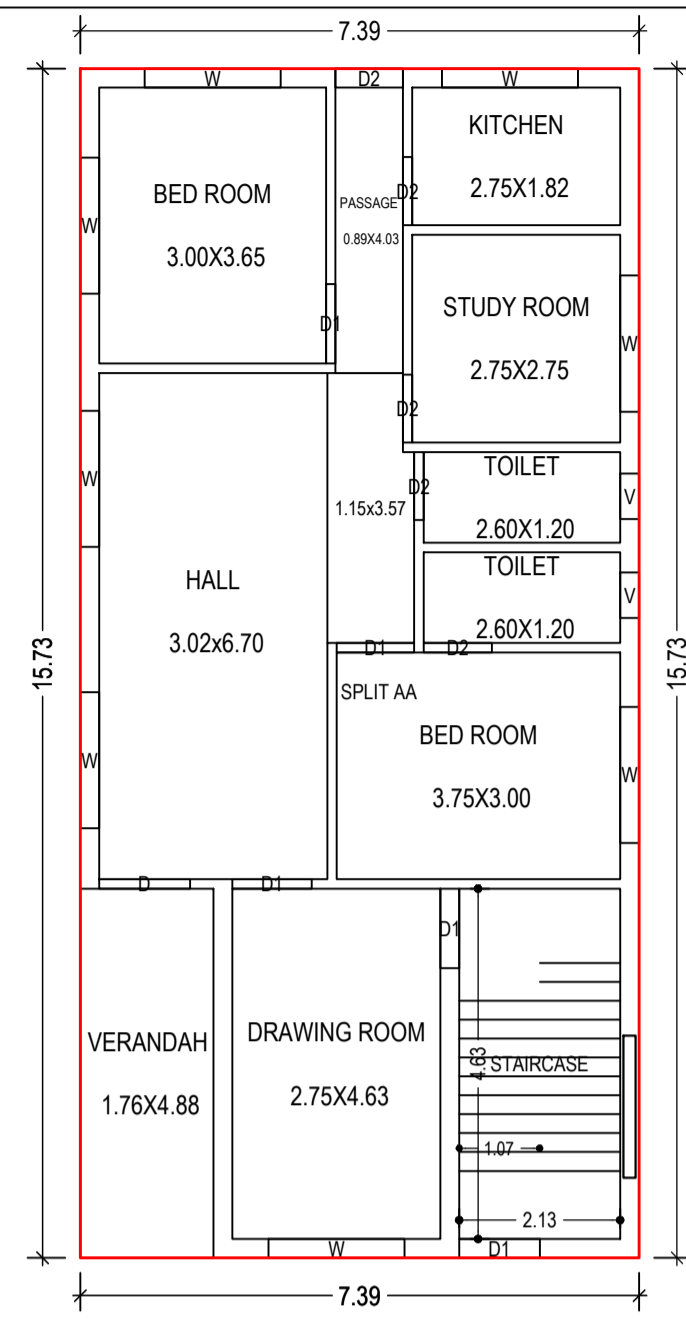 7.39
W
D2
W
KITCHEN
2.75X1.82
BED ROOM
3.00X3.65
PASSAGE
0.89X4.03
D2
W
D1
STUDY ROOM
2.75X2.75
W
D2
TOILET
2.60X1.20
V
W
D2
1.15x3.57
HALL
3.02x6.70
TOILET
2.60X1.20
V
15.73
15.73
D1
D2
SPLIT AA
BED ROOM
3.75X3.00
W
W
D
D1
D1
VERANDAH
1.76X4.88
DRAWING ROOM
2.75X4.63
4.63
STAIRCASE
1.07
2.13
W
D1
7.39